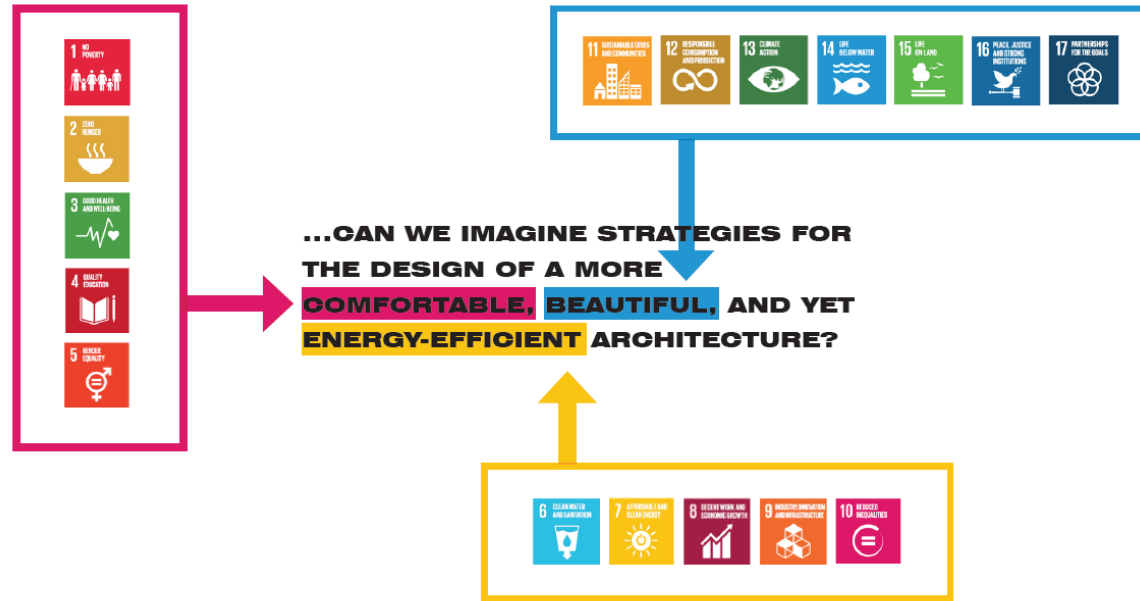 1 NO
POVERTY
2 ZERO
HUNGER
3 GOOD HEALTH
AND WELL-BEING
4 QUALITY
EDUCATION
5 GENDER
EQUALITY
11 SUSTAINABLE CITIES
AND COMMUNITIES
12 RESPONSIBLE
CONSUMPTION
AND PRODUCTION
13 CLIMATE
ACTION
14 LIFE
BELOW WATER
15 LIFE
ON LAND
16 PEACE, JUSTICE
AND STRONG
INSTITUTIONS
17 PARTNERSHIPS
FOR THE GOALS
...CAN WE IMAGINE STRATEGIES FOR
THE DESIGN OF A MORE
COMFORTABLE, BEAUTIFUL, AND YET
ENERGY-EFFICIENT ARCHITECTURE?
6 CLEAN WATER
AND SANITATION
7 AFFORDABLE AND
CLEAN ENERGY
8 DECENT WORK AND
ECONOMIC GROWTH
9 INDUSTRY, INNOVATION
AND INFRASTRUCTURE
10 REDUCED
INEQUALITIES